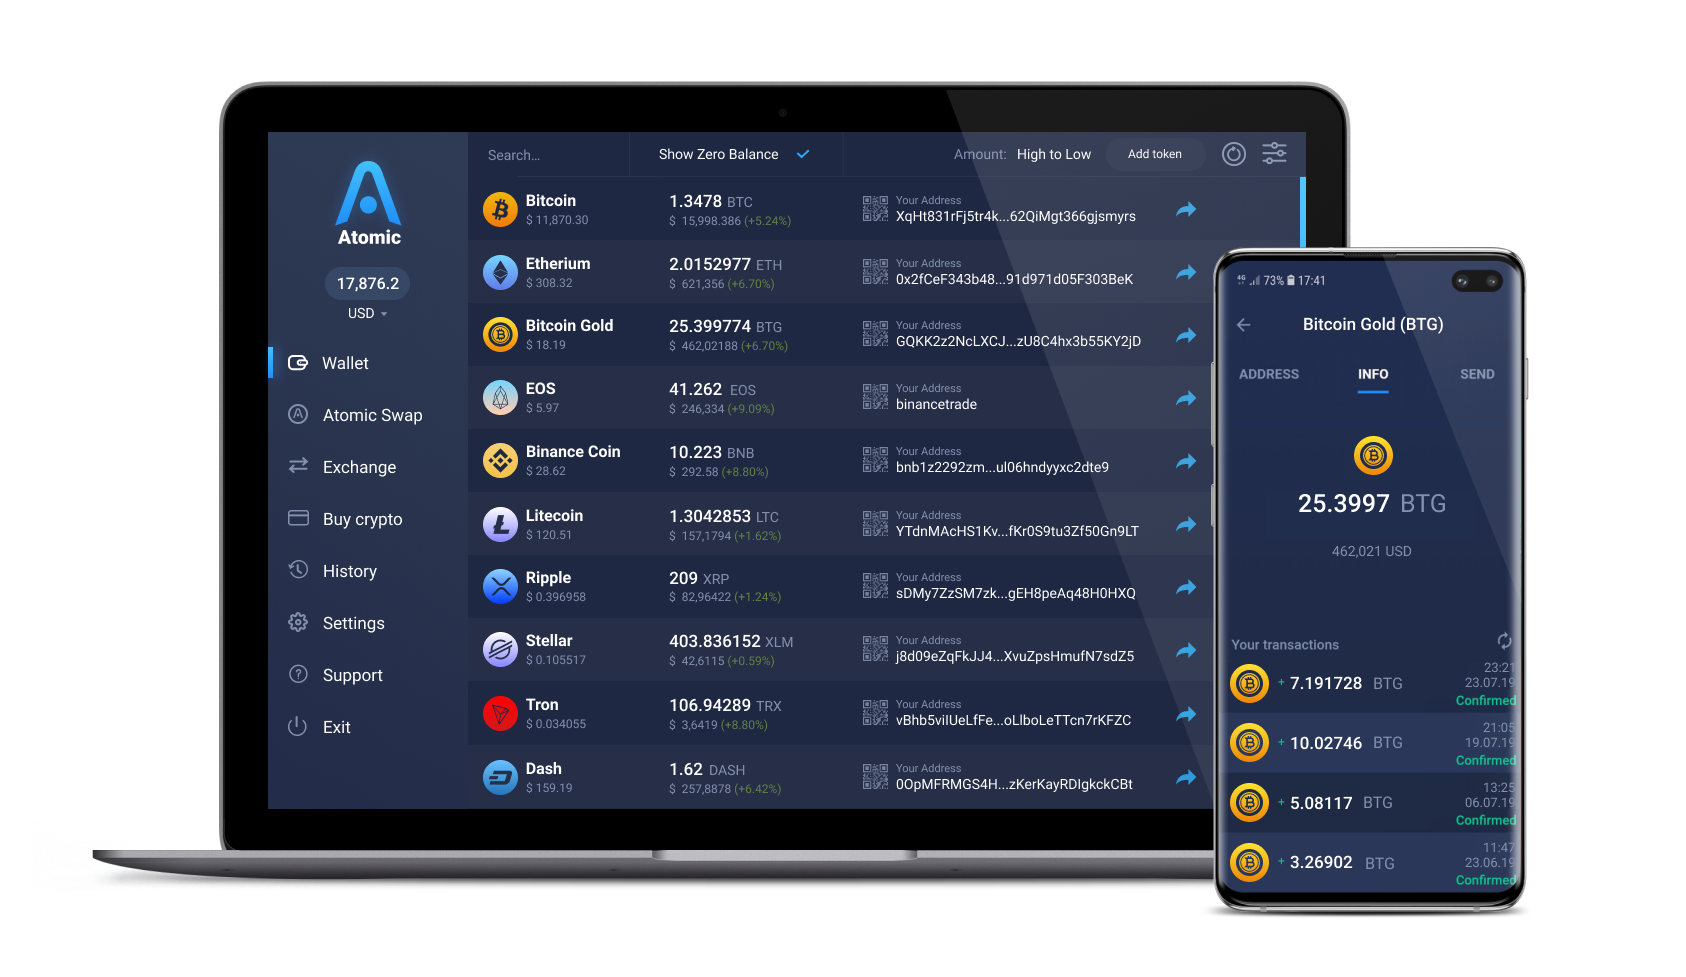 Search...
Show Zero Balance
Amount: High to Low
Add token
Atomic
17,876.2
USD
Wallet
Atomic Swap
Exchange
Buy crypto
History
Settings
Support
Exit
Bitcoin
$ 11,870.30
1.3478 BTC
$ 15,998.386 (+5.24%)
Your Address
XqHt831rFj5tr4k...62QiMgt366gjsmyrs
Etherium
$ 308.32
2.0152977 ETH
$ 621,356 (+6.70%)
Your Address
0x2fCeF343b48...91d971d05F303BeK
Bitcoin Gold
$ 18.19
25.399774 BTG
$ 462,02188 (+6.70%)
Your Address
GQKK2z2NcLXCJ...zU8C4hx3b55KY2jD
EOS
$ 5.97
41.262 EOS
$ 246,334 (+9.09%)
Your Address
binancetrade
Binance Coin
$ 28.62
10.223 BNB
$ 292.58 (+8.80%)
Your Address
bnb1z2292zm...ul06hndyyxc2dte9
Litecoin
$ 120.51
1.3042853 LTC
$ 157,1794 (+1.62%)
Your Address
YTdnMAcHS1Kv...fKr0S9tu3Zf50Gn9LT
Ripple
$ 0.396958
209 XRP
$ 82,96422 (+1.24%)
Your Address
sDMy7ZzSM7zk...gEH8peAq48H0HXQ
Stellar
$ 0.105517
403.836152 XLM
$ 42,6115 (+0.59%)
Your Address
j8d09eZqFkJJ4...XvuZpsHmufN7sdZ5
Tron
$ 0.034055
106.94289 TRX
$ 3,6419 (+8.80%)
Your Address
vBhb5viIUeLfFe...oLlboLeTTcn7rKFZC
Dash
$ 159.19
1.62 DASH
$ 257,8878 (+6.42%)
Your Address
0OpMFRMGS4H...zKerKayRDIgkckCBt
4G 73% 17:41
Bitcoin Gold (BTG)
ADDRESS
INFO
SEND
25.3997 BTG
462,021 USD
Your transactions
+ 7.191728 BTG
23:21
23.07.19
Confirmed
+ 10.02746 BTG
21:05
19.07.19
Confirmed
+ 5.08117 BTG
13:25
06.07.19
Confirmed
+ 3.26902 BTG
11:47
23.06.19
Confirmed